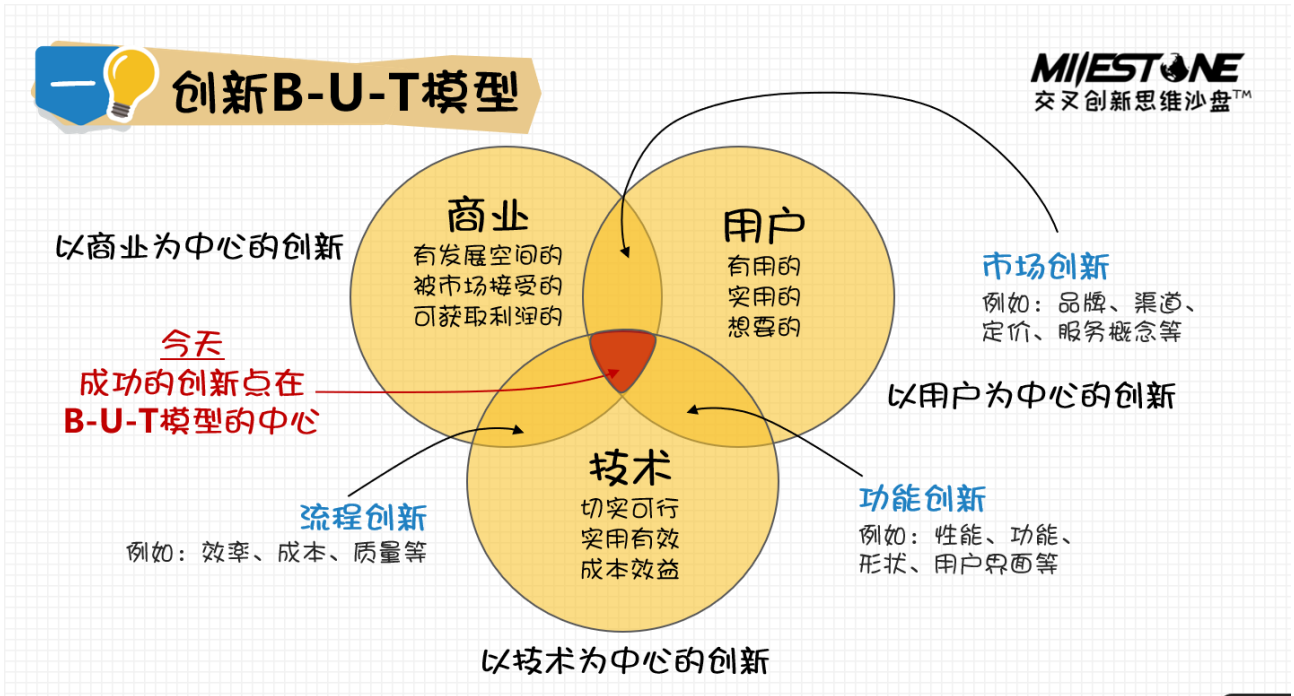 一
创新B-U-T模型
MILESTONE
交叉创新思维沙盘™
商业
有发展空间的
被市场接受的
可获取利润的
用户
有用的
实用的
想要的
以商业为中心的创新
市场创新
例如：品牌、渠道、
定价、服务概念等
今天
成功的创新点在
B-U-T模型的中心
以用户为中心的创新
技术
切实可行
实用有效
成本效益
流程创新
例如：效率、成本、质量等
功能创新
例如：性能、功能、
形状、用户界面等
以技术为中心的创新